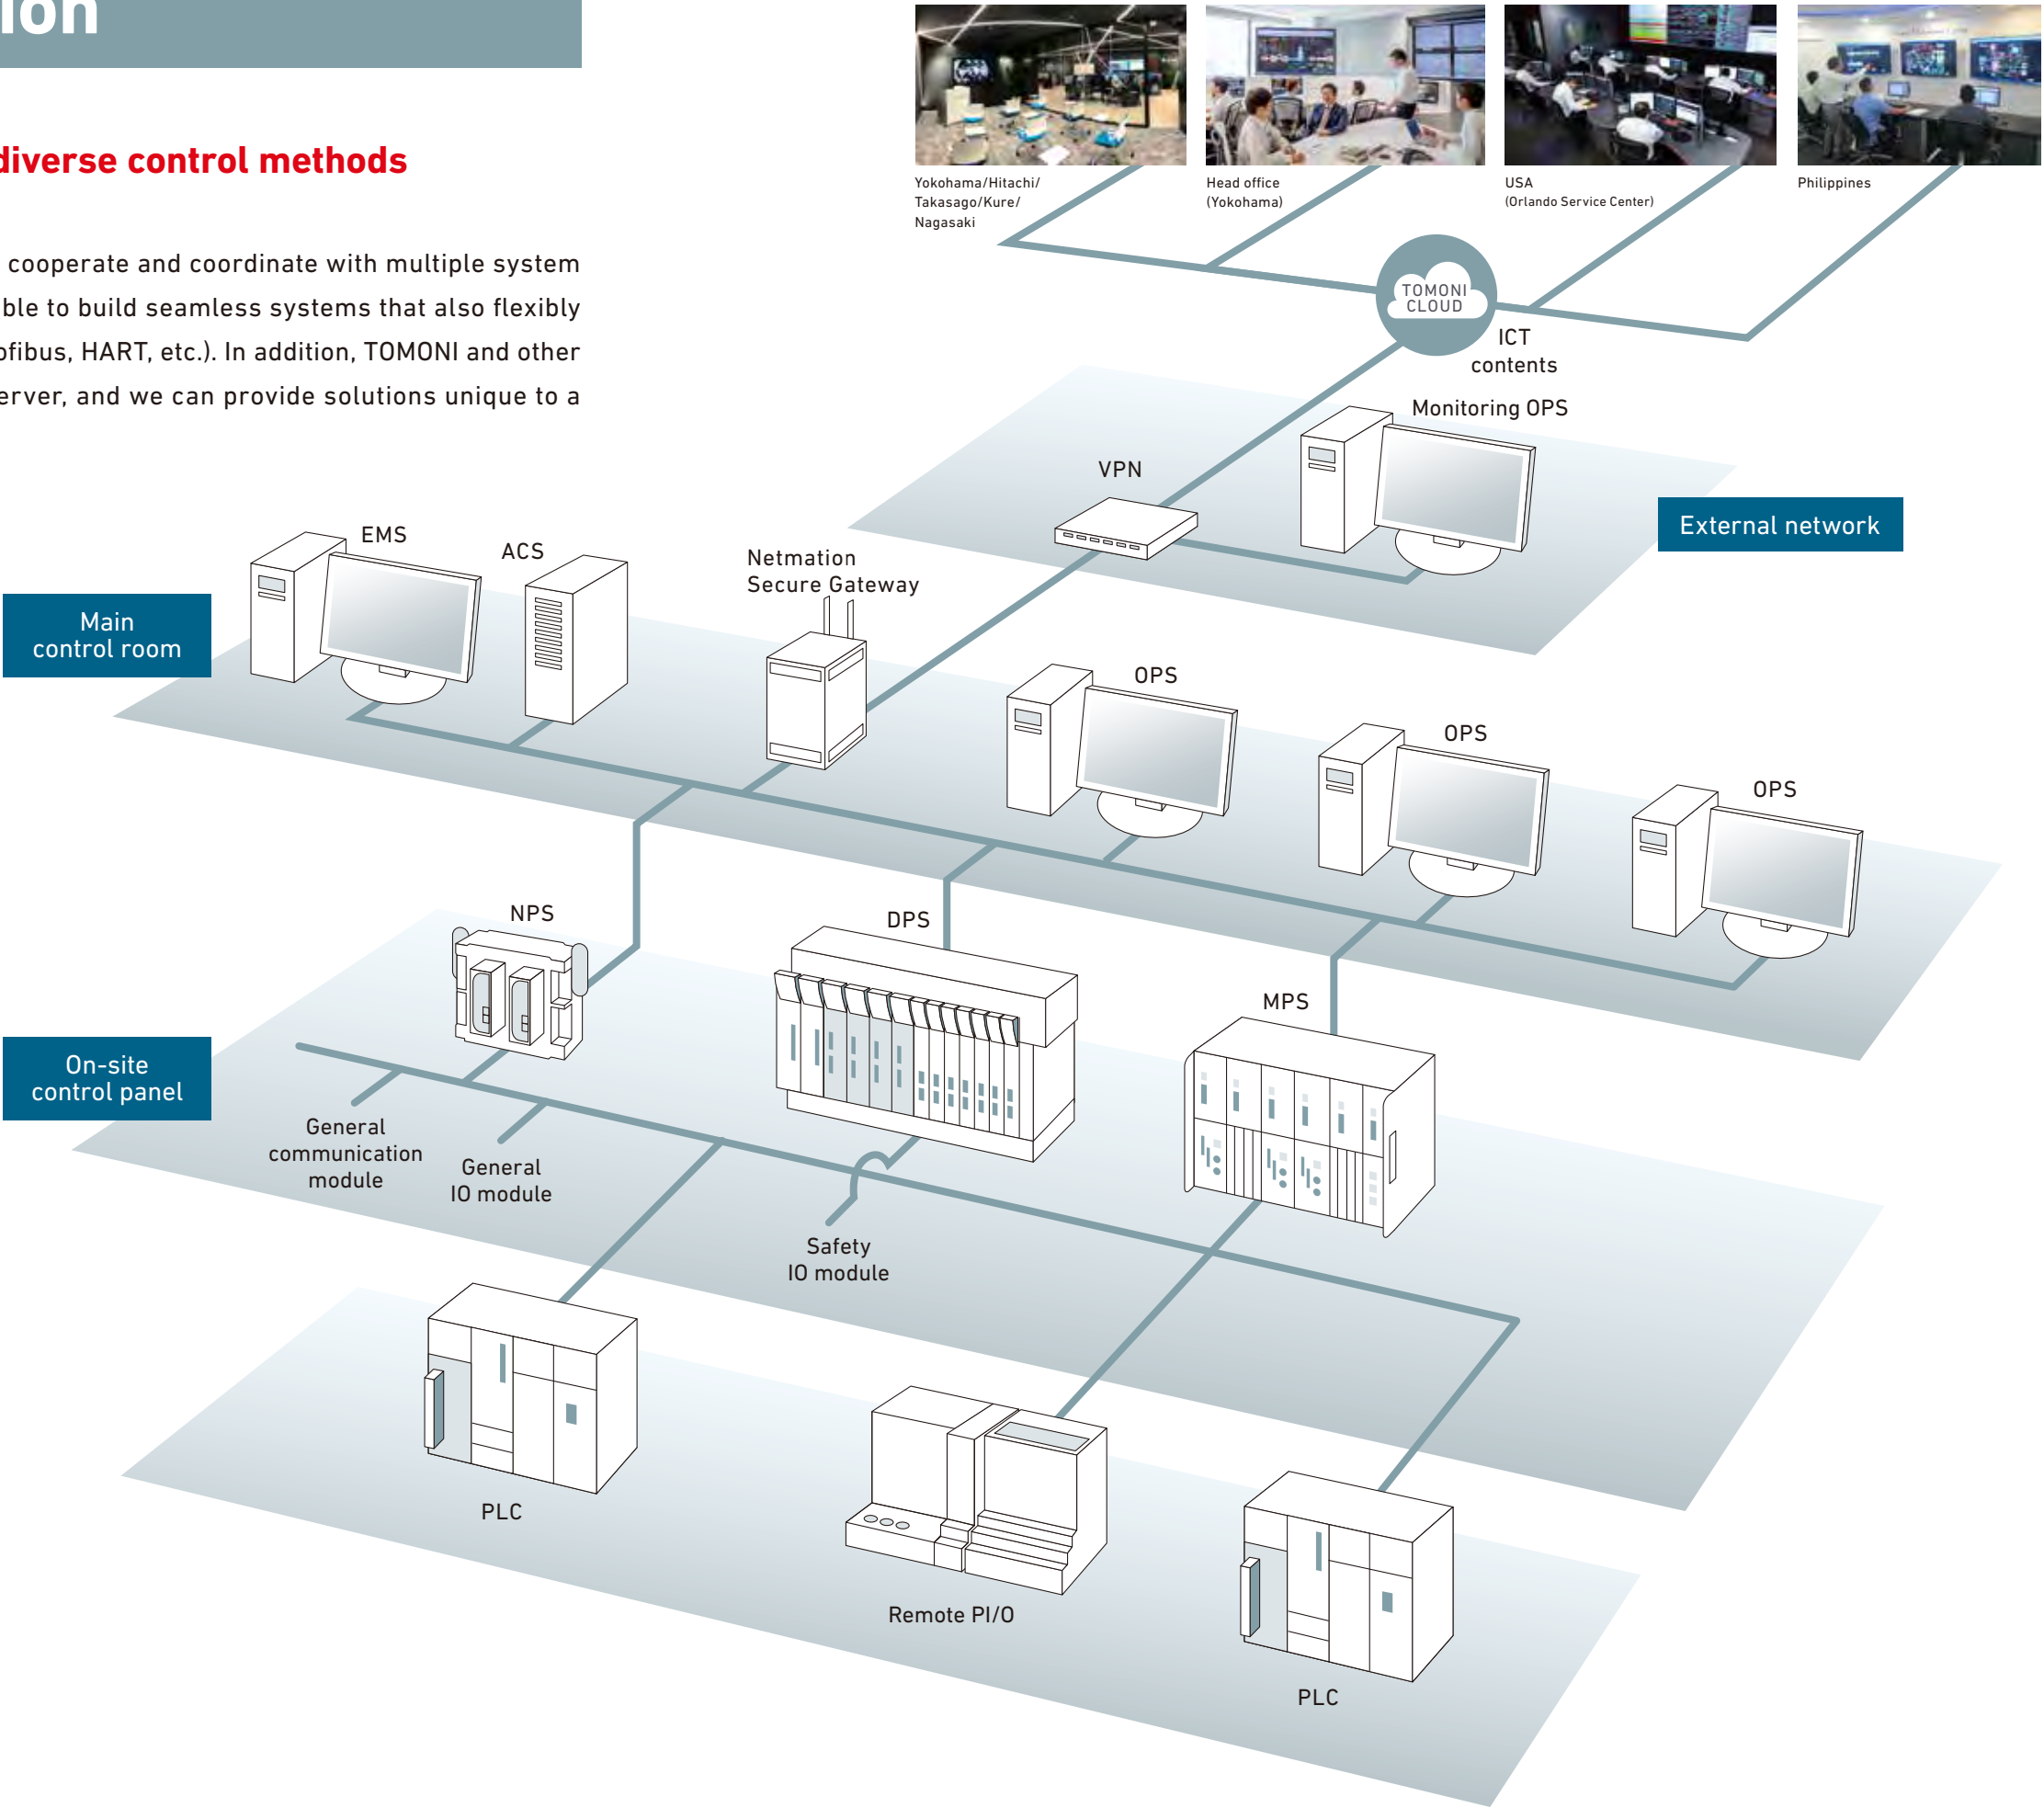 diverse control methods
cooperate and coordinate with multiple system
to build seamless systems that also flexibly
HART, etc.). In addition, TOMONI and other
and we can provide solutions unique to a
Yokohama/Hitachi/
Takasago/Kure/
Nagasaki
Head office
(Yokohama)
USA
(Orlando Service Center)
Philippines
TOMONI
CLOUD
ICT
contents
Monitoring OPS
VPN
External network
EMS
ACS
Netmation
Secure Gateway
Main
control room
OPS
OPS
OPS
NPS
DPS
MPS
On-site
control panel
General
communication
module
General
IO module
Safety
IO module
PLC
Remote PI/O
PLC